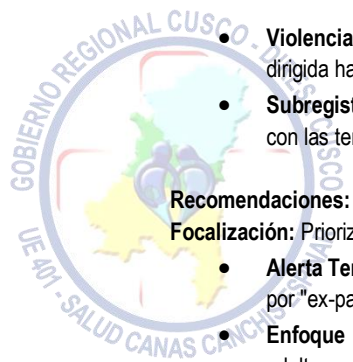 GOBIERNO REGIONAL CUSCO
UE 401 - SALUD CANAS CANCHIS
• Violencia
dirigida ha
• Subregist
con las ter
Recomendaciones:
Focalización: Prioriz
• Alerta Ter
por "ex-pa
• Enfoque